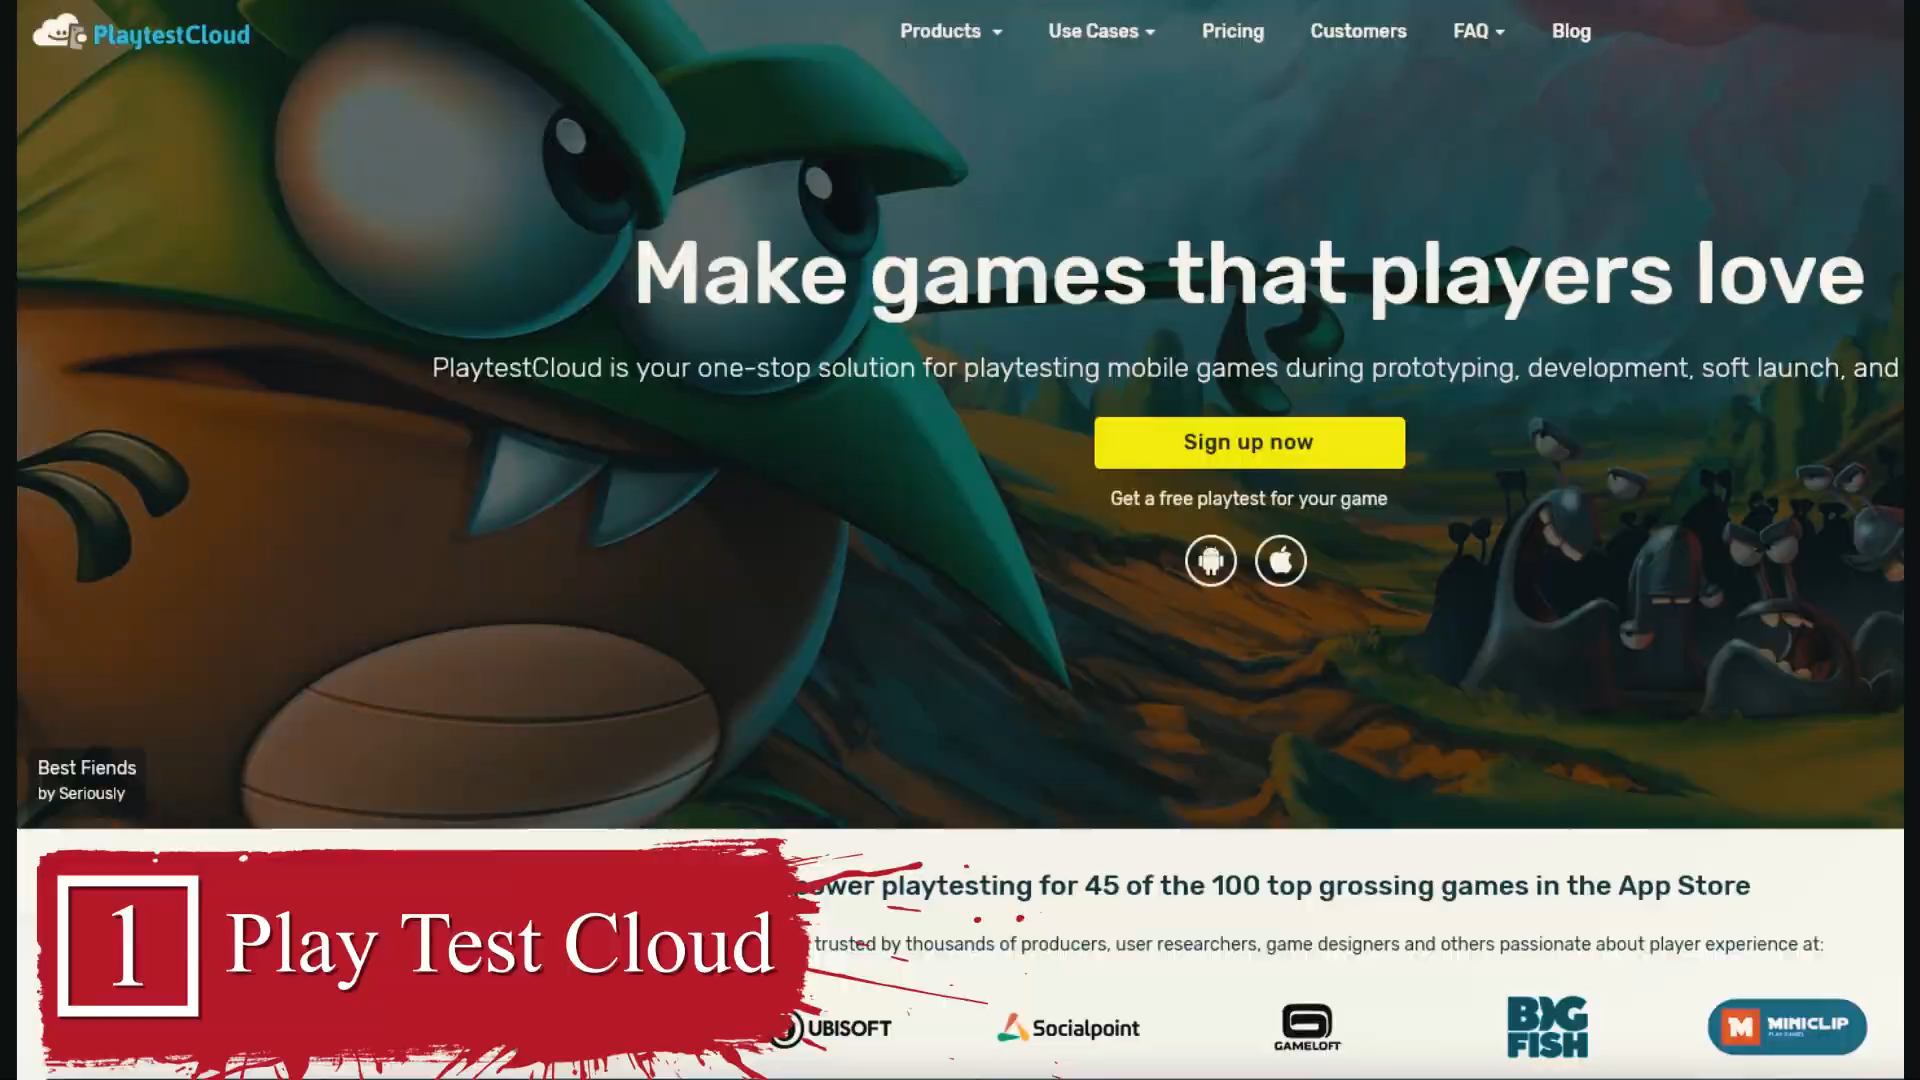 PlaytestCloud
Products
Use Cases
Pricing
Customers
FAQ
Blog
Make games that players love
PlaytestCloud is your one-stop solution for playtesting mobile games during prototyping, development, soft launch, and
Sign up now
Get a free playtest for your game
Best Fiends
by Seriously
playtesting for 45 of the 100 top grossing games in the App Store
1 Play Test Cloud
trusted by thousands of producers, user researchers, game designers and others passionate about player experience at:
UBISOFT
Socialpoint
GAMELOFT
BIG
FISH
MINICLIP